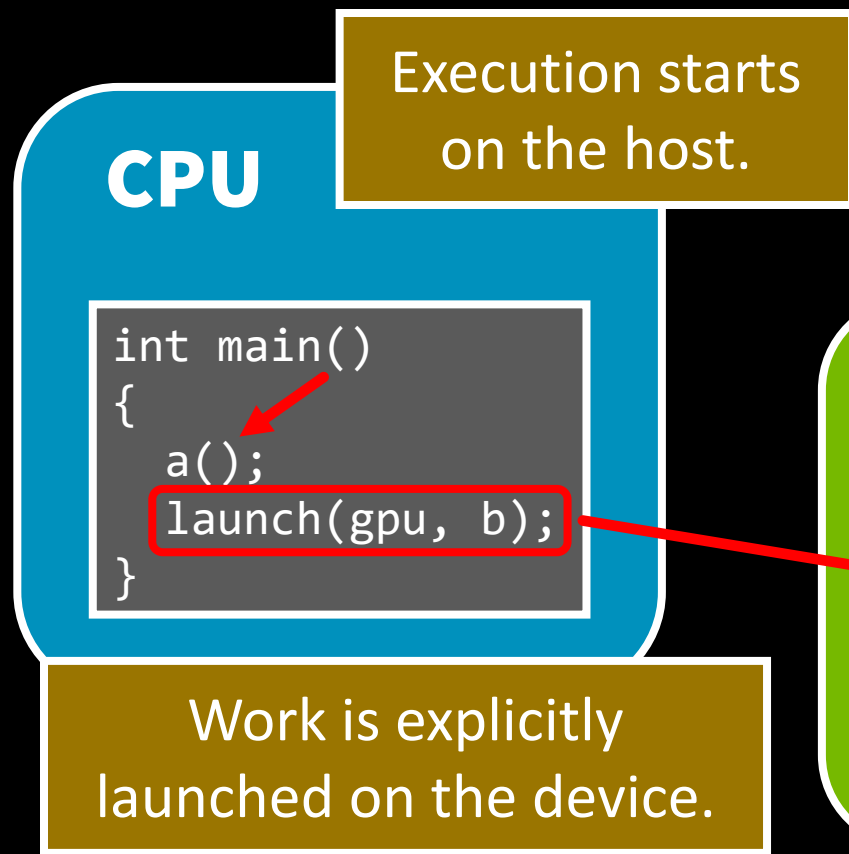 Execution starts
on the host.
CPU
int main()
{
a();
launch(gpu, b);
}
Work is explicitly
launched on the device.